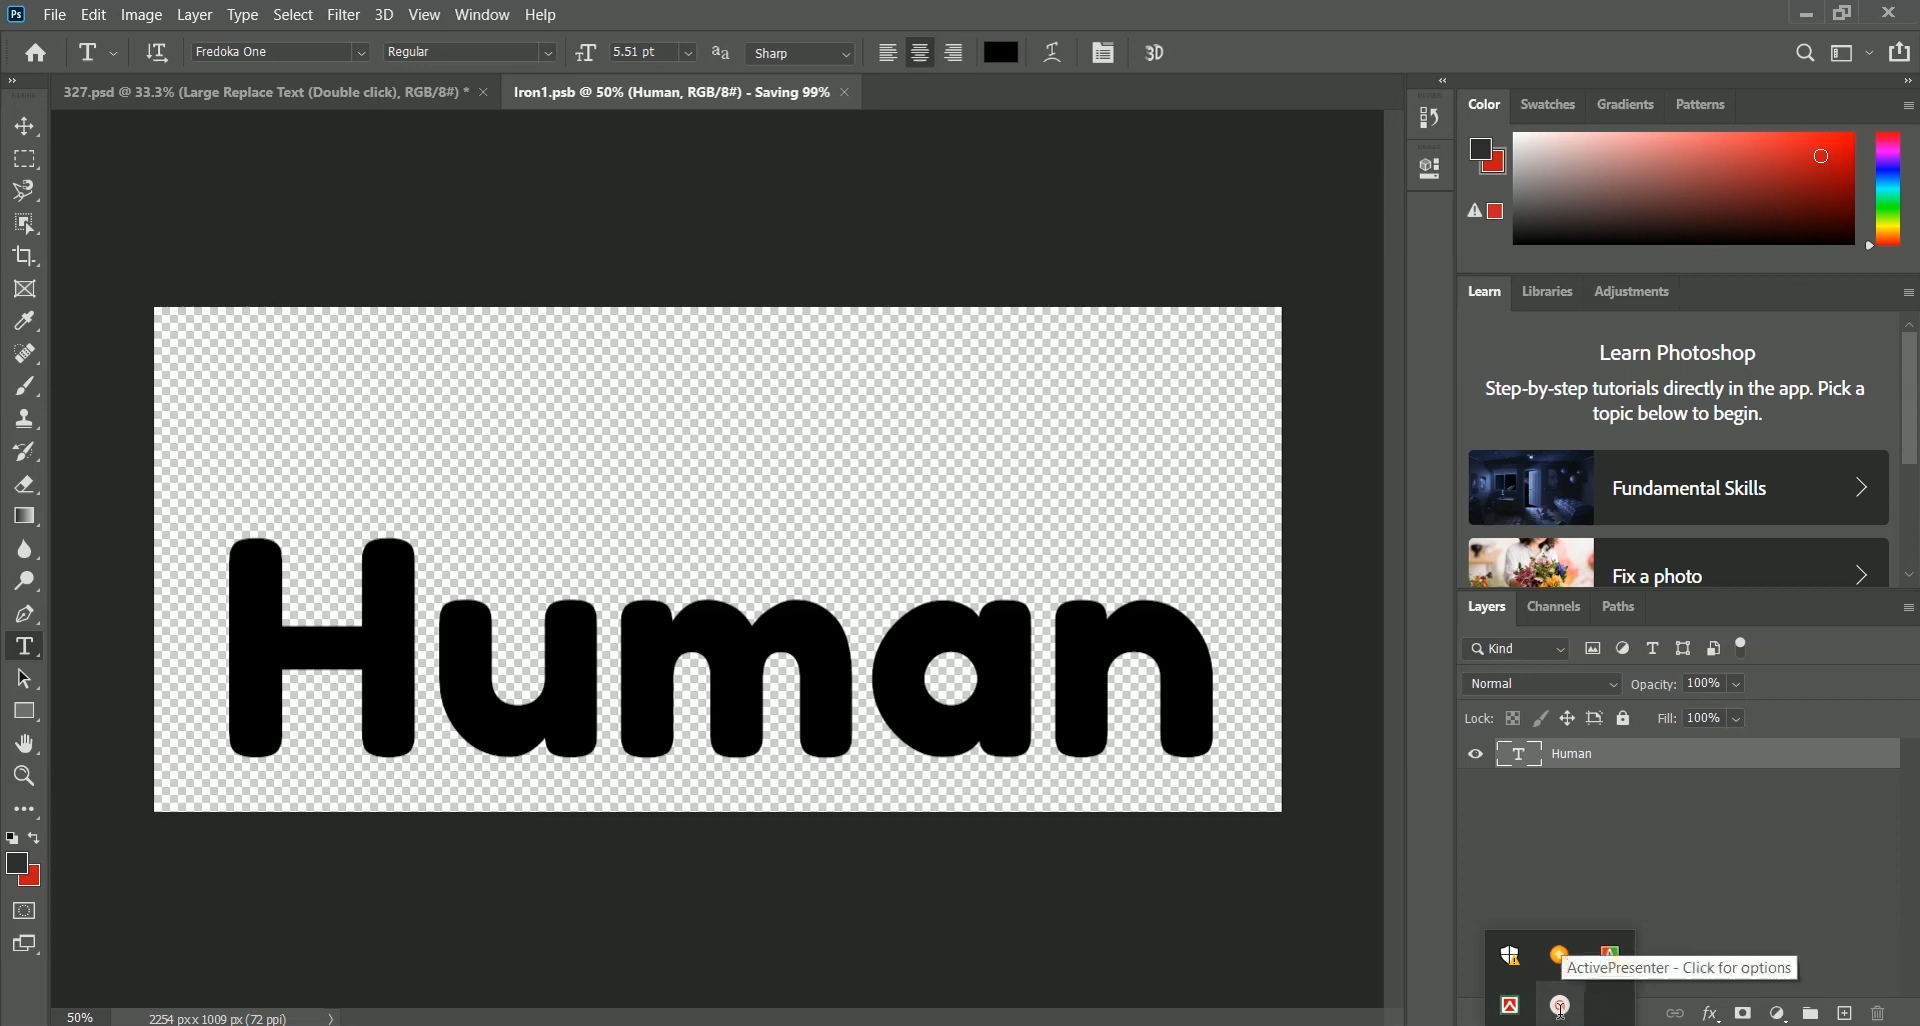 Ps File Edit Image Layer Type Select Filter 3D View Window Help
T Fredoka One Regular 5.51 pt aa Sharp 3D
327.psd @ 33.3% (Large Replace Text (Double click), RGB/8#) * Iron1.psb @ 50% (Human, RGB/8#) - Saving 99%
Color Swatches Gradients Patterns
Learn Libraries Adjustments
Learn Photoshop
Step-by-step tutorials directly in the app. Pick a
topic below to begin.
Fundamental Skills
Fix a photo
Human
Layers Channels Paths
Kind
Normal Opacity: 100%
Lock: Fill: 100%
T Human
ActivePresenter - Click for options
fx
50% 2254 px x 1009 px (72 ppi)